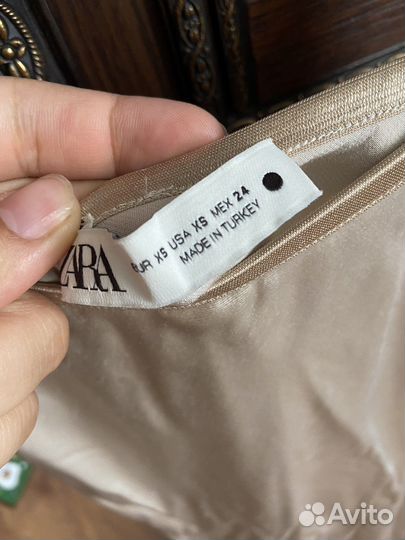 ZARA
EUR XS USA XS MEX 24
MADE IN TURKEY
Avito